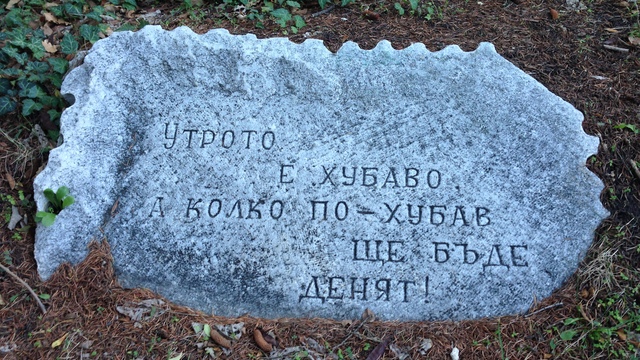 Утрото
е хубаво,
а колко по-хубав
ще бъде
денят!